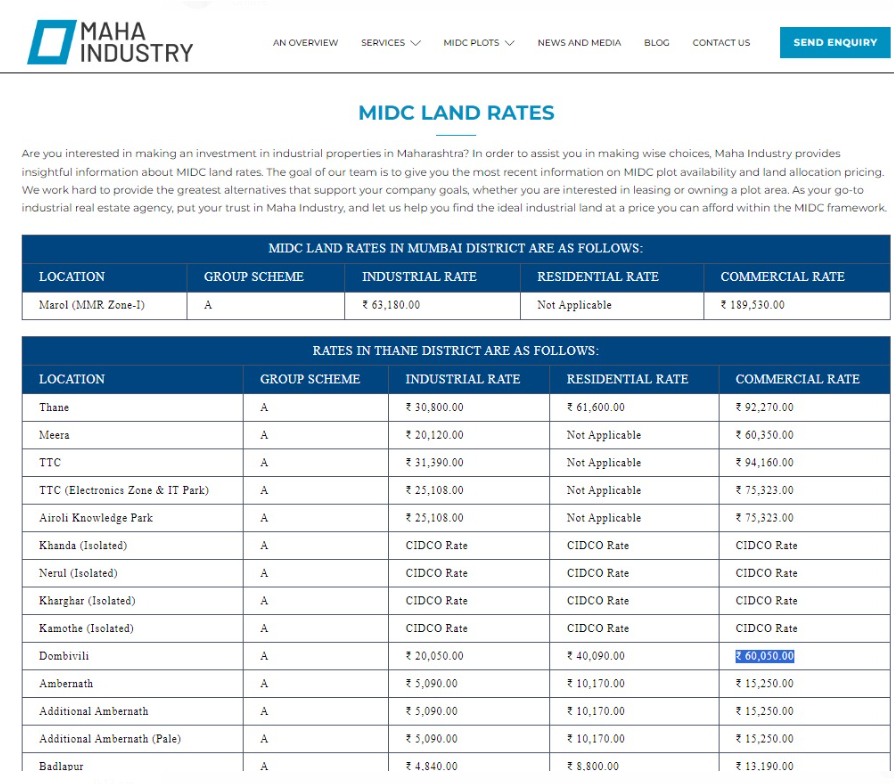 MAHA
INDUSTRY
AN OVERVIEW SERVICES MIDC PLOTS NEWS AND MEDIA BLOG CONTACT US SEND ENQUIRY
MIDC LAND RATES
Are you interested in making an investment in industrial properties in Maharashtra? In order to assist you in making wise choices, Maha Industry provides
insightful information about MIDC land rates. The goal of our team is to give you the most recent information on MIDC plot availability and land allocation pricing.
We work hard to provide the greatest alternatives that support your company goals, whether you are interested in leasing or owning a plot area. As your go-to
industrial real estate agency, put your trust in Maha Industry, and let us help you find the ideal industrial land at a price you can afford within the MIDC framework.
MIDC LAND RATES IN MUMBAI DISTRICT ARE AS FOLLOWS:
LOCATION GROUP SCHEME INDUSTRIAL RATE RESIDENTIAL RATE COMMERCIAL RATE
Marol (MMR Zone-I) A ₹ 63,180.00 Not Applicable ₹ 189,530.00
RATES IN THANE DISTRICT ARE AS FOLLOWS:
LOCATION GROUP SCHEME INDUSTRIAL RATE RESIDENTIAL RATE COMMERCIAL RATE
Thane A ₹ 30,800.00 ₹ 61,600.00 ₹ 92,270.00
Meera A ₹ 20,120.00 Not Applicable ₹ 60,350.00
TTC A ₹ 31,390.00 Not Applicable ₹ 94,160.00
TTC (Electronics Zone & IT Park) A ₹ 25,108.00 Not Applicable ₹ 75,323.00
Airoli Knowledge Park A ₹ 25,108.00 Not Applicable ₹ 75,323.00
Khanda (Isolated) A CIDCO Rate CIDCO Rate CIDCO Rate
Nerul (Isolated) A CIDCO Rate CIDCO Rate CIDCO Rate
Kharghar (Isolated) A CIDCO Rate CIDCO Rate CIDCO Rate
Kamothe (Isolated) A CIDCO Rate CIDCO Rate CIDCO Rate
Dombivili A ₹ 20,050.00 ₹ 40,090.00 ₹ 60,050.00
Ambernath A ₹ 5,090.00 ₹ 10,170.00 ₹ 15,250.00
Additional Ambernath A ₹ 5,090.00 ₹ 10,170.00 ₹ 15,250.00
Additional Ambernath (Pale) A ₹ 5,090.00 ₹ 10,170.00 ₹ 15,250.00
Badlapur A ₹ 4,840.00 ₹ 8,800.00 ₹ 13,190.00